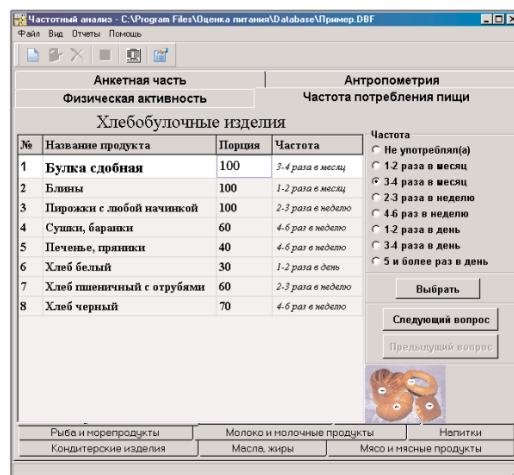 Частотный анализ - C:\Program Files\Оценка питания\Database\Пример.DBF
Файл Вид Отчеты Помощь
Анкетная часть Антропометрия
Физическая активность Частота потребления пищи
Хлебобулочные изделия
№ Название продукта Порция Частота
1 Булка сдобная 100 3-4 раза в месяц
2 Блины 100 1-2 раза в месяц
3 Пирожки с любой начинкой 100 2-3 раза в неделю
4 Сушки, баранки 60 4-6 раз в неделю
5 Печенье, пряники 40 4-6 раз в неделю
6 Хлеб белый 30 1-2 раза в день
7 Хлеб пшеничный с отрубями 60 2-3 раза в неделю
8 Хлеб черный 70 4-6 раз в неделю
Частота
Не употреблял(а)
1-2 раза в месяц
3-4 раза в месяц
2-3 раза в неделю
4-6 раз в неделю
1-2 раза в день
3-4 раза в день
5 и более раз в день
Выбрать
Следующий вопрос
Предыдущий вопрос
Рыба и морепродукты Молоко и молочные продукты Напитки
Кондитерские изделия Масла, жиры Мясо и мясные продукты